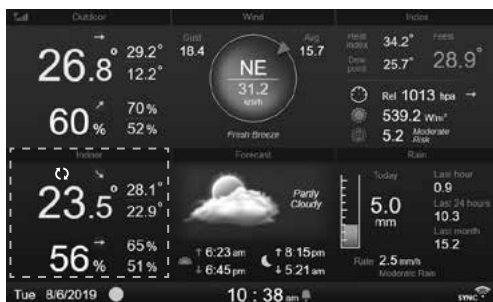 Outdoor
26.8° 29.2° 12.2°
60% 70% 52%
Wind
Gust 18.4
Avg. 15.7
NE
31.2
km/h
Fresh Breeze
Index
Heat index 34.2°
Dew point 25.7°
Feels 28.9°
Rel 1013 hpa →
539.2 W/m²
5.2 Moderate Risk
Indoor
23.5° 28.1° 22.9°
56% 65% 51%
Forecast
Partly Cloudy
↑ 6:23 am ↑ 8:15pm
↓ 6:45 pm ↓ 5:21 am
Rain
Today
5.0
mm
Last hour
0.9
Last 24 hours
10.3
Last month
15.2
Rate 2.5 mm/h
Moderate Rain
Tue 8/6/2019 10:38 am SYNC